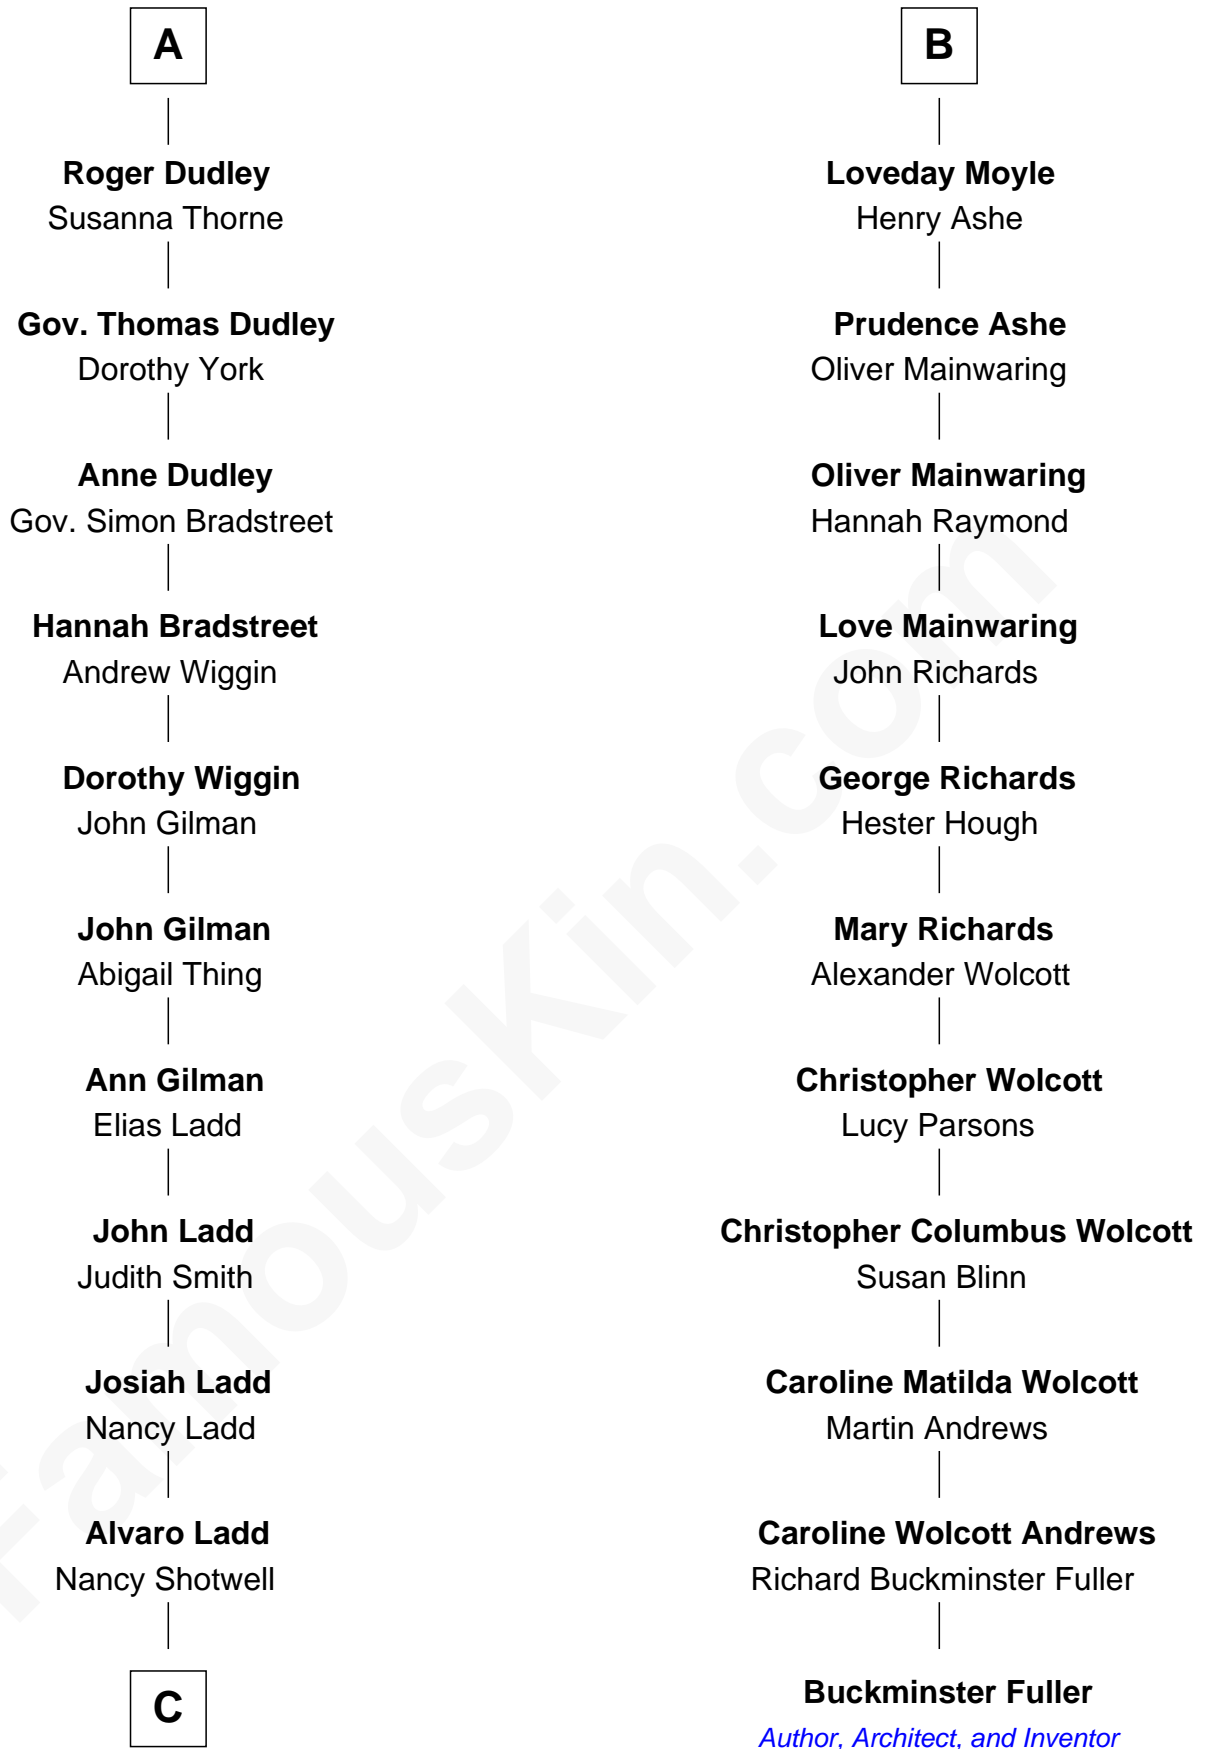 A
Roger Dudley
Susanna Thorne
Gov. Thomas Dudley
Dorothy York
Anne Dudley
Gov. Simon Bradstreet
Hannah Bradstreet
Andrew Wiggin
Dorothy Wiggin
John Gilman
John Gilman
Abigail Thing
Ann Gilman
Elias Ladd
John Ladd
Judith Smith
Josiah Ladd
Nancy Ladd
Alvaro Ladd
Nancy Shotwell
C
B
Loveday Moyle
Henry Ashe
Prudence Ashe
Oliver Mainwaring
Oliver Mainwaring
Hannah Raymond
Love Mainwaring
John Richards
George Richards
Hester Hough
Mary Richards
Alexander Wolcott
Christopher Wolcott
Lucy Parsons
Christopher Columbus Wolcott
Susan Blinn
Caroline Matilda Wolcott
Martin Andrews
Caroline Wolcott Andrews
Richard Buckminster Fuller
Buckminster Fuller
Author, Architect, and Inventor
FamousKin.com